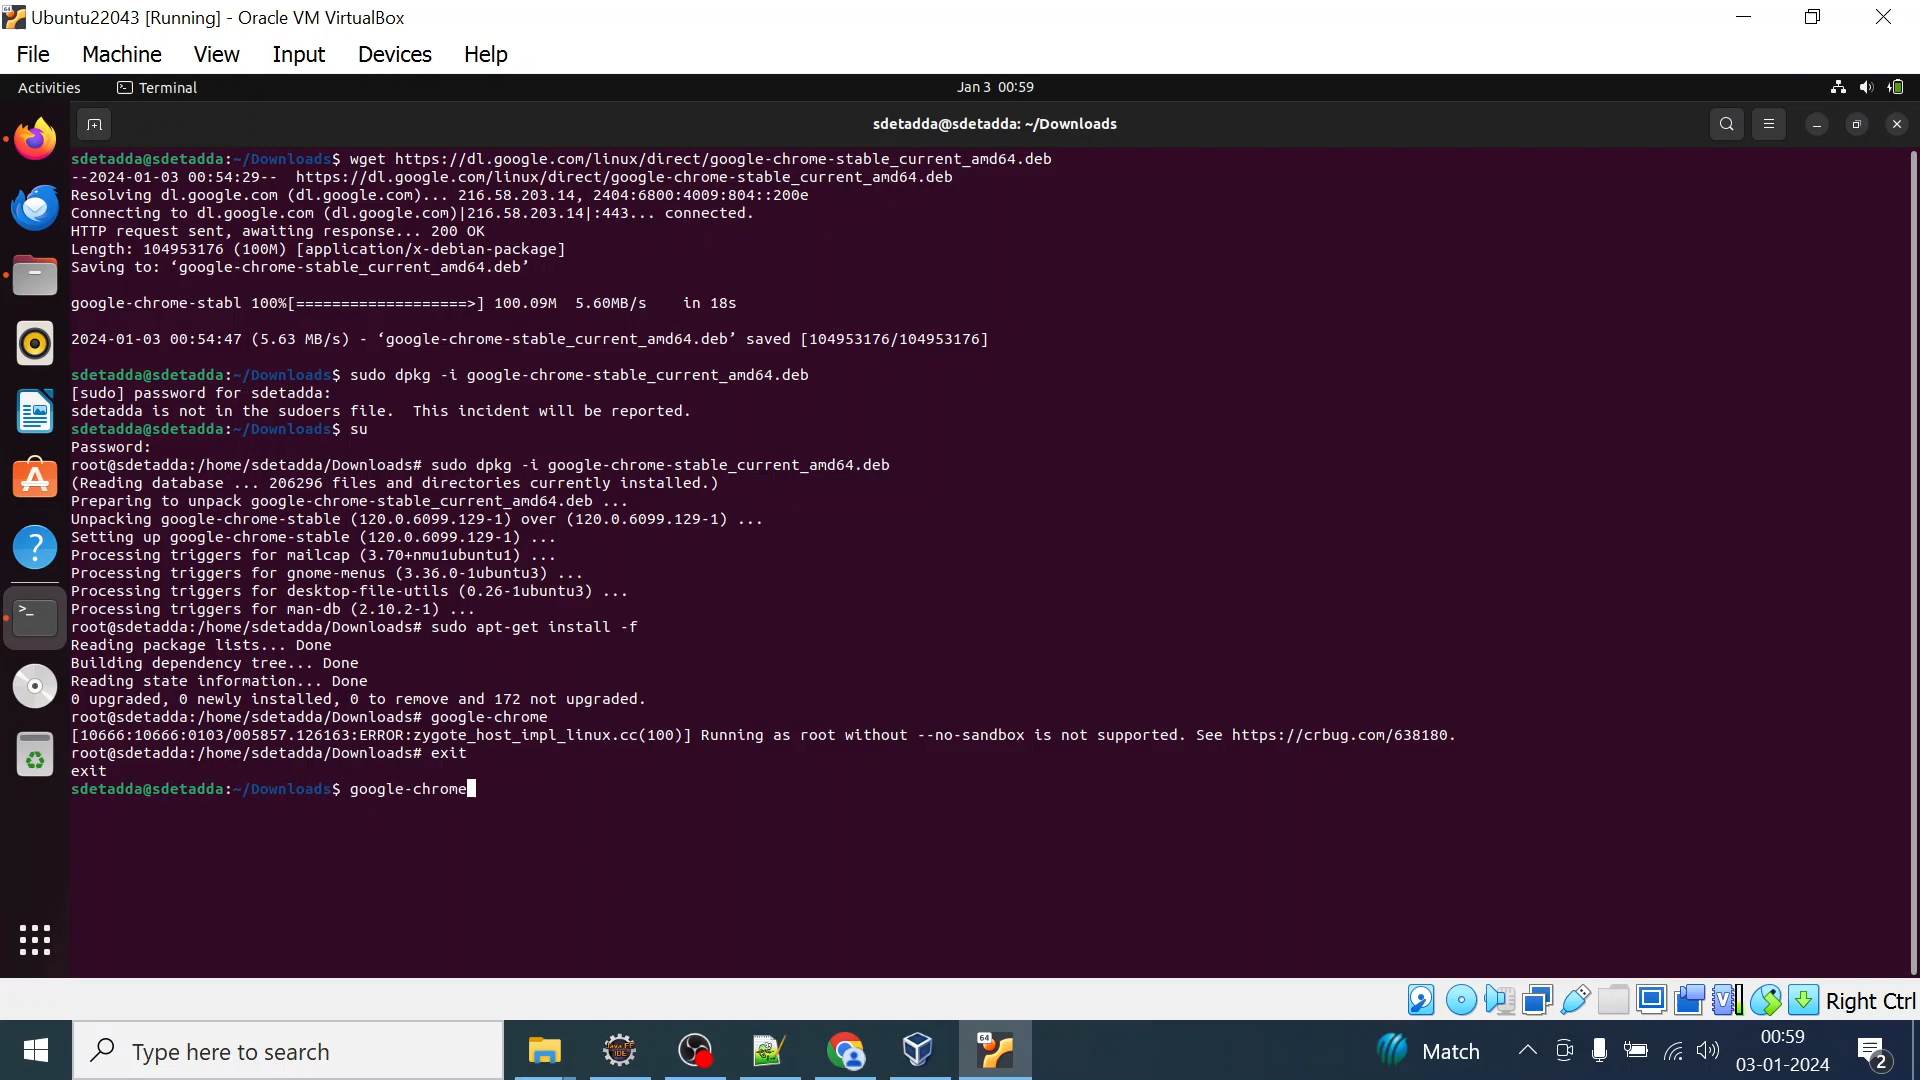 Ubuntu22043 [Running] - Oracle VM VirtualBox
File Machine View Input Devices Help
Activities Terminal Jan 3 00:59
sdetadda@sdetadda: ~/Downloads
sdetadda@sdetadda:~/Downloads$ wget https://dl.google.com/linux/direct/google-chrome-stable_current_amd64.deb
--2024-01-03 00:54:29-- https://dl.google.com/linux/direct/google-chrome-stable_current_amd64.deb
Resolving dl.google.com (dl.google.com)... 216.58.203.14, 2404:6800:4009:804::200e
Connecting to dl.google.com (dl.google.com)|216.58.203.14|:443... connected.
HTTP request sent, awaiting response... 200 OK
Length: 104953176 (100M) [application/x-debian-package]
Saving to: ‘google-chrome-stable_current_amd64.deb’
google-chrome-stabl 100%[===================>] 100.09M 5.60MB/s in 18s
2024-01-03 00:54:47 (5.63 MB/s) - ‘google-chrome-stable_current_amd64.deb’ saved [104953176/104953176]
sdetadda@sdetadda:~/Downloads$ sudo dpkg -i google-chrome-stable_current_amd64.deb
[sudo] password for sdetadda:
sdetadda is not in the sudoers file. This incident will be reported.
sdetadda@sdetadda:~/Downloads$ su
Password:
root@sdetadda:/home/sdetadda/Downloads# sudo dpkg -i google-chrome-stable_current_amd64.deb
(Reading database ... 206296 files and directories currently installed.)
Preparing to unpack google-chrome-stable_current_amd64.deb ...
Unpacking google-chrome-stable (120.0.6099.129-1) over (120.0.6099.129-1) ...
Setting up google-chrome-stable (120.0.6099.129-1) ...
Processing triggers for mailcap (3.70+nmu1ubuntu1) ...
Processing triggers for gnome-menus (3.36.0-1ubuntu3) ...
Processing triggers for desktop-file-utils (0.26-1ubuntu3) ...
Processing triggers for man-db (2.10.2-1) ...
root@sdetadda:/home/sdetadda/Downloads# sudo apt-get install -f
Reading package lists... Done
Building dependency tree... Done
Reading state information... Done
0 upgraded, 0 newly installed, 0 to remove and 172 not upgraded.
root@sdetadda:/home/sdetadda/Downloads# google-chrome
[10666:10666:0103/005857.126163:ERROR:zygote_host_impl_linux.cc(100)] Running as root without --no-sandbox is not supported. See https://crbug.com/638180.
root@sdetadda:/home/sdetadda/Downloads# exit
exit
sdetadda@sdetadda:~/Downloads$ google-chrome
Right Ctrl
Type here to search
Java EE
IDE
64
Match
00:59
03-01-2024
2